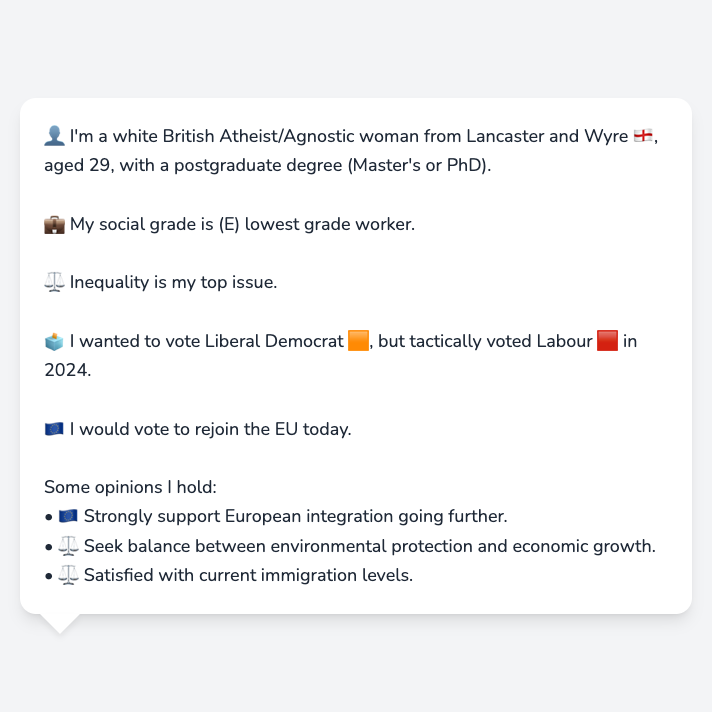 👤 I'm a white British Atheist/Agnostic woman from Lancaster and Wyre 🏴󠁧󠁢󠁥󠁮󠁧󠁿,
aged 29, with a postgraduate degree (Master's or PhD).
💼 My social grade is (E) lowest grade worker.
⚖️ Inequality is my top issue.
🗳️ I wanted to vote Liberal Democrat 🟧, but tactically voted Labour 🟥 in
2024.
🇪🇺 I would vote to rejoin the EU today.
Some opinions I hold:
• 🇪🇺 Strongly support European integration going further.
• ⚖️ Seek balance between environmental protection and economic growth.
• ⚖️ Satisfied with current immigration levels.